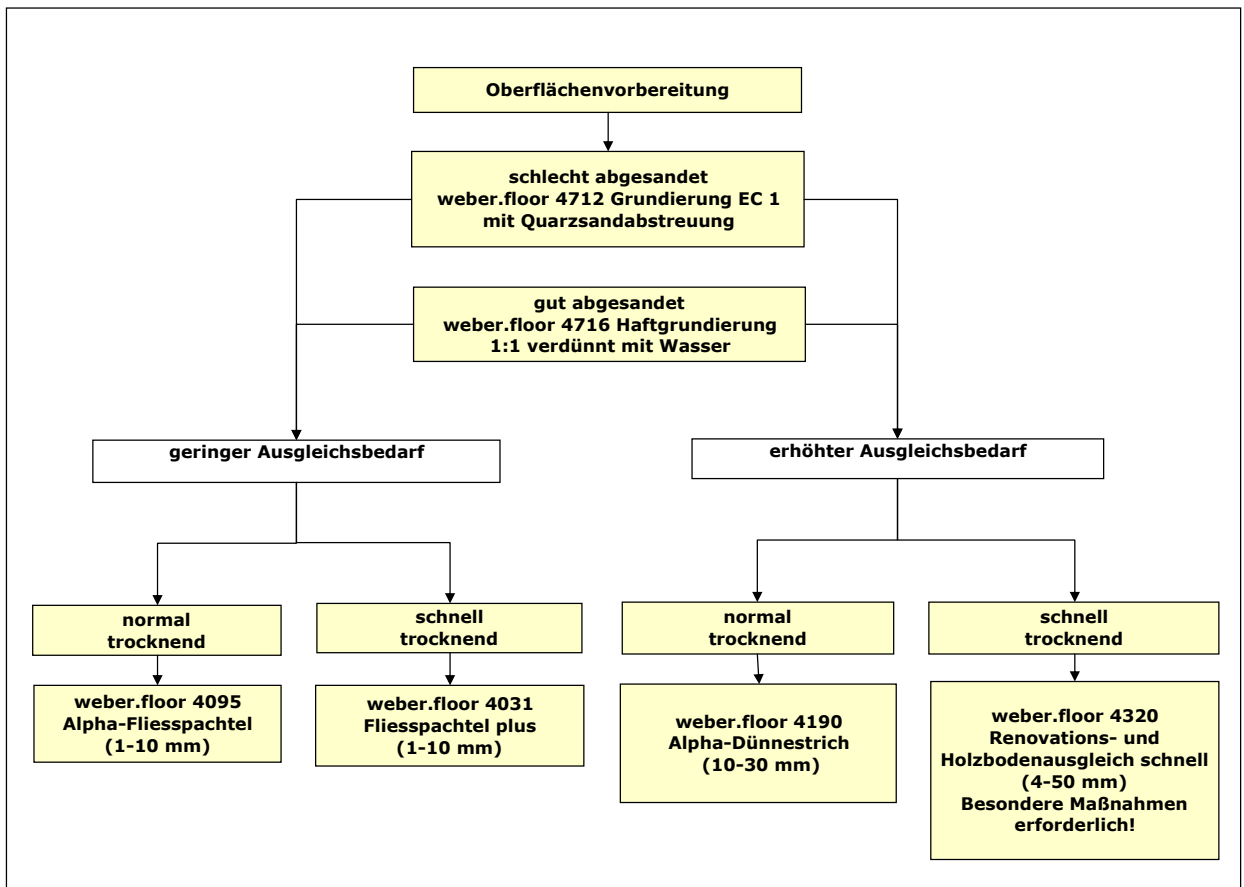 Oberflächenvorbereitung
schlecht abgesandet
weber.floor 4712 Grundierung EC 1
mit Quarzsandabstreuung
gut abgesandet
weber.floor 4716 Haftgrundierung
1:1 verdünnt mit Wasser
geringer Ausgleichsbedarf
erhöhter Ausgleichsbedarf
normal
trocknend
schnell
trocknend
normal
trocknend
schnell
trocknend
weber.floor 4095
Alpha-Fliesspachtel
(1-10 mm)
weber.floor 4031
Fliesspachtel plus
(1-10 mm)
weber.floor 4190
Alpha-Dünnestrich
(10-30 mm)
weber.floor 4320
Renovations- und
Holzbodenausgleich schnell
(4-50 mm)
Besondere Maßnahmen
erforderlich!